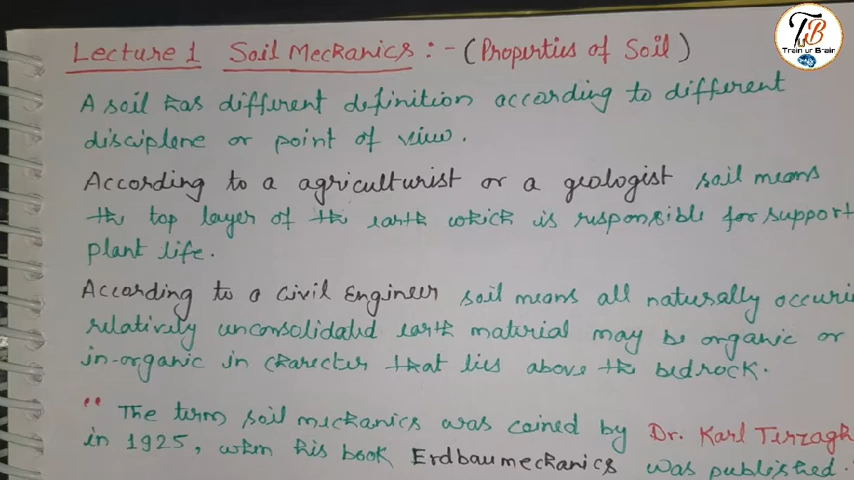 Lecture 1 Soil Mechanics :- (Properties of Soil)
Train ur Brain
A soil has different definition according to different
disciplene or point of view.
According to a agriculturist or a geologist soil means
the top layer of the earth which is responsible for support
plant life.
According to a civil Engineer soil means all naturally occuri
relatively unconsolidated earth material may be organic or
in-organic in charecter that lies above the bedrock.
" The term soil mechanics was coined by Dr. Karl Terzagh
in 1925, when his book Erdbaumechanics was published.